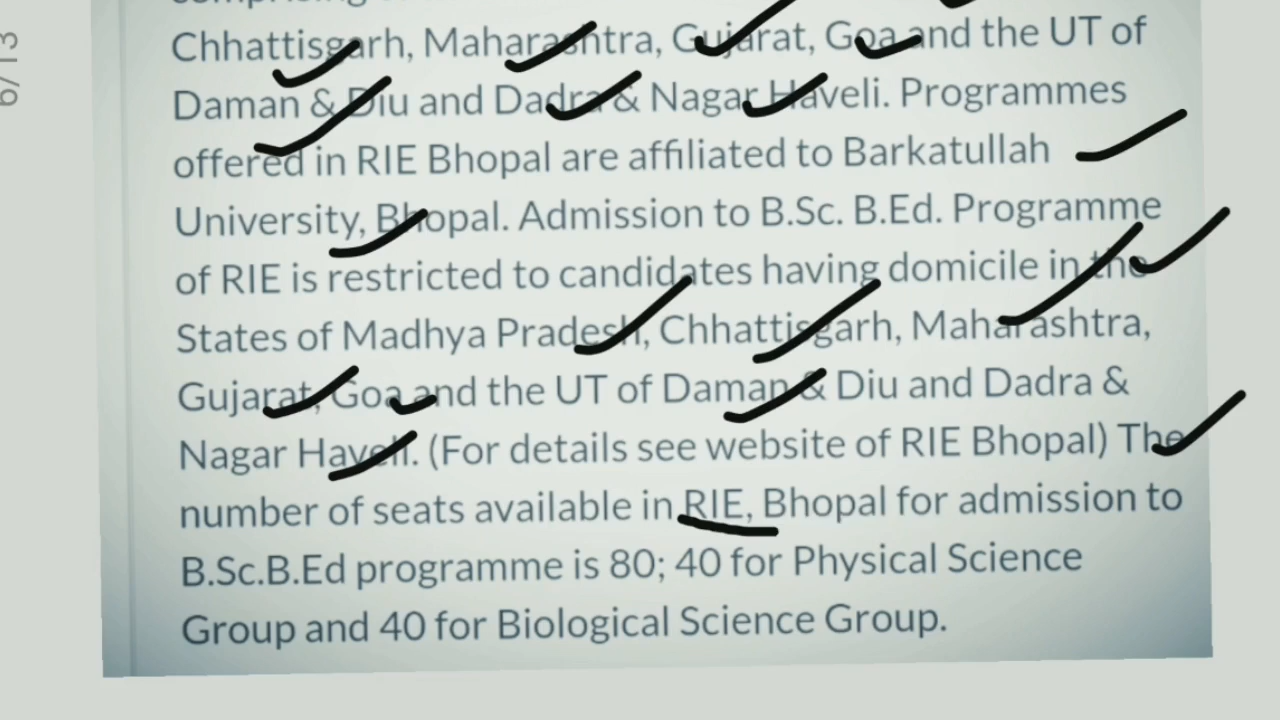 Chhattisgarh, Maharashtra, Gujarat, Goa and the UT of
Daman & Diu and Dadra & Nagar Haveli. Programmes
offered in RIE Bhopal are affiliated to Barkatullah
University, Bhopal. Admission to B.Sc. B.Ed. Programme
of RIE is restricted to candidates having domicile in the
States of Madhya Pradesh, Chhattisgarh, Maharashtra,
Gujarat, Goa and the UT of Daman & Diu and Dadra &
Nagar Haveli. (For details see website of RIE Bhopal) The
number of seats available in RIE, Bhopal for admission to
B.Sc.B.Ed programme is 80; 40 for Physical Science
Group and 40 for Biological Science Group.
6/13